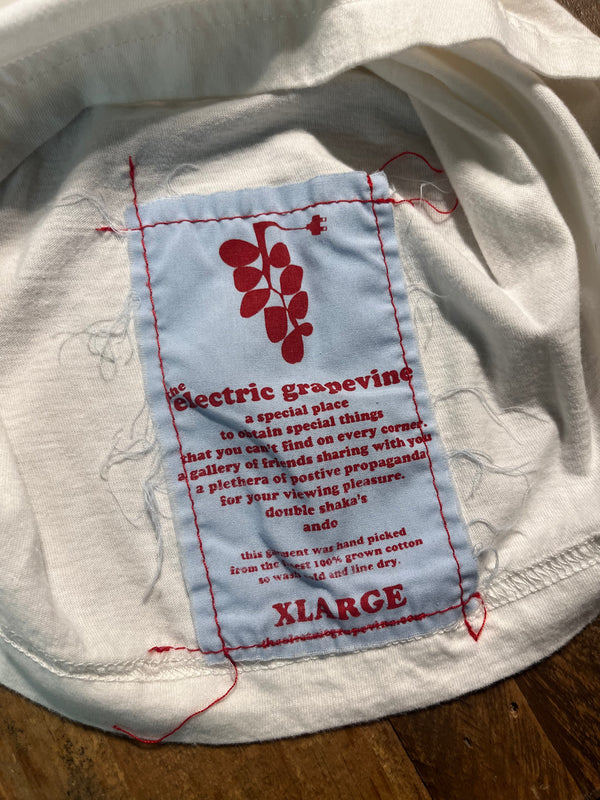 the
electric grapevine
a special place
to obtain special things
that you can't find on every corner.
a gallery of friends sharing with you
a plethera of postive propaganda
for your viewing pleasure.
double shaka's
ando
this garment was hand picked
from the finest 100% grown cotton
so wash cold and line dry.
XLARGE
theelectricgrapevine.com